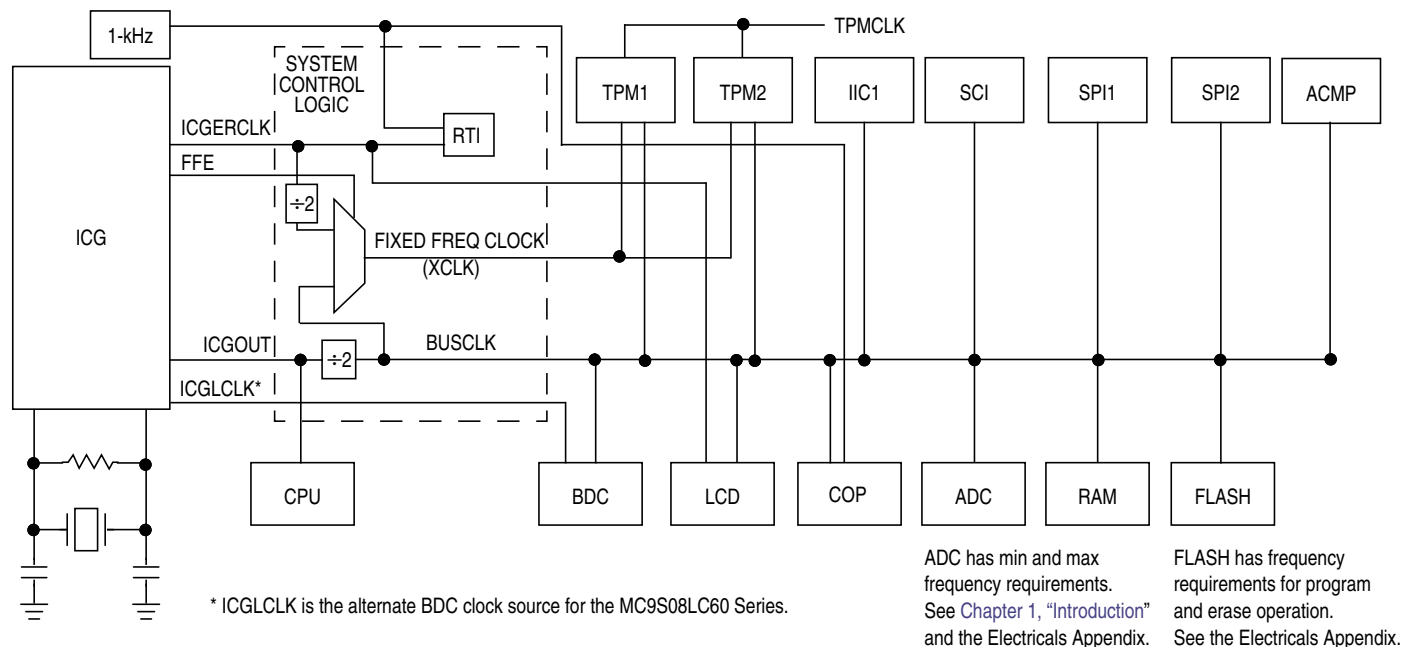 1-kHz
TPMCLK
SYSTEM
CONTROL
LOGIC
TPM1
TPM2
IIC1
SCI
SPI1
SPI2
ACMP
ICGERCLK
RTI
FFE
÷2
ICG
FIXED FREQ CLOCK
(XCLK)
ICGOUT
÷2
BUSCLK
ICGLCLK*
CPU
BDC
LCD
COP
ADC
RAM
FLASH
ADC has min and max
frequency requirements.
See Chapter 1, “Introduction”
and the Electricals Appendix.
FLASH has frequency
requirements for program
and erase operation.
See the Electricals Appendix.
* ICGLCLK is the alternate BDC clock source for the MC9S08LC60 Series.